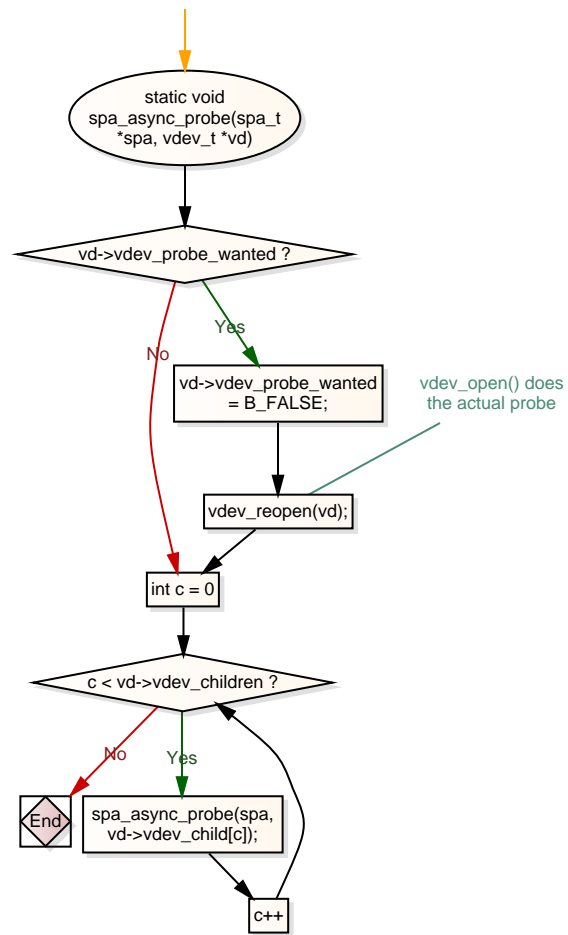 static void
spa_async_probe(spa_t
*spa, vdev_t *vd)
vd->vdev_probe_wanted ?
Yes
No
vd->vdev_probe_wanted
= B_FALSE;
vdev_open() does
the actual probe
vdev_reopen(vd);
int c = 0
c < vd->vdev_children ?
No
Yes
End
spa_async_probe(spa,
vd->vdev_child[c]);
c++